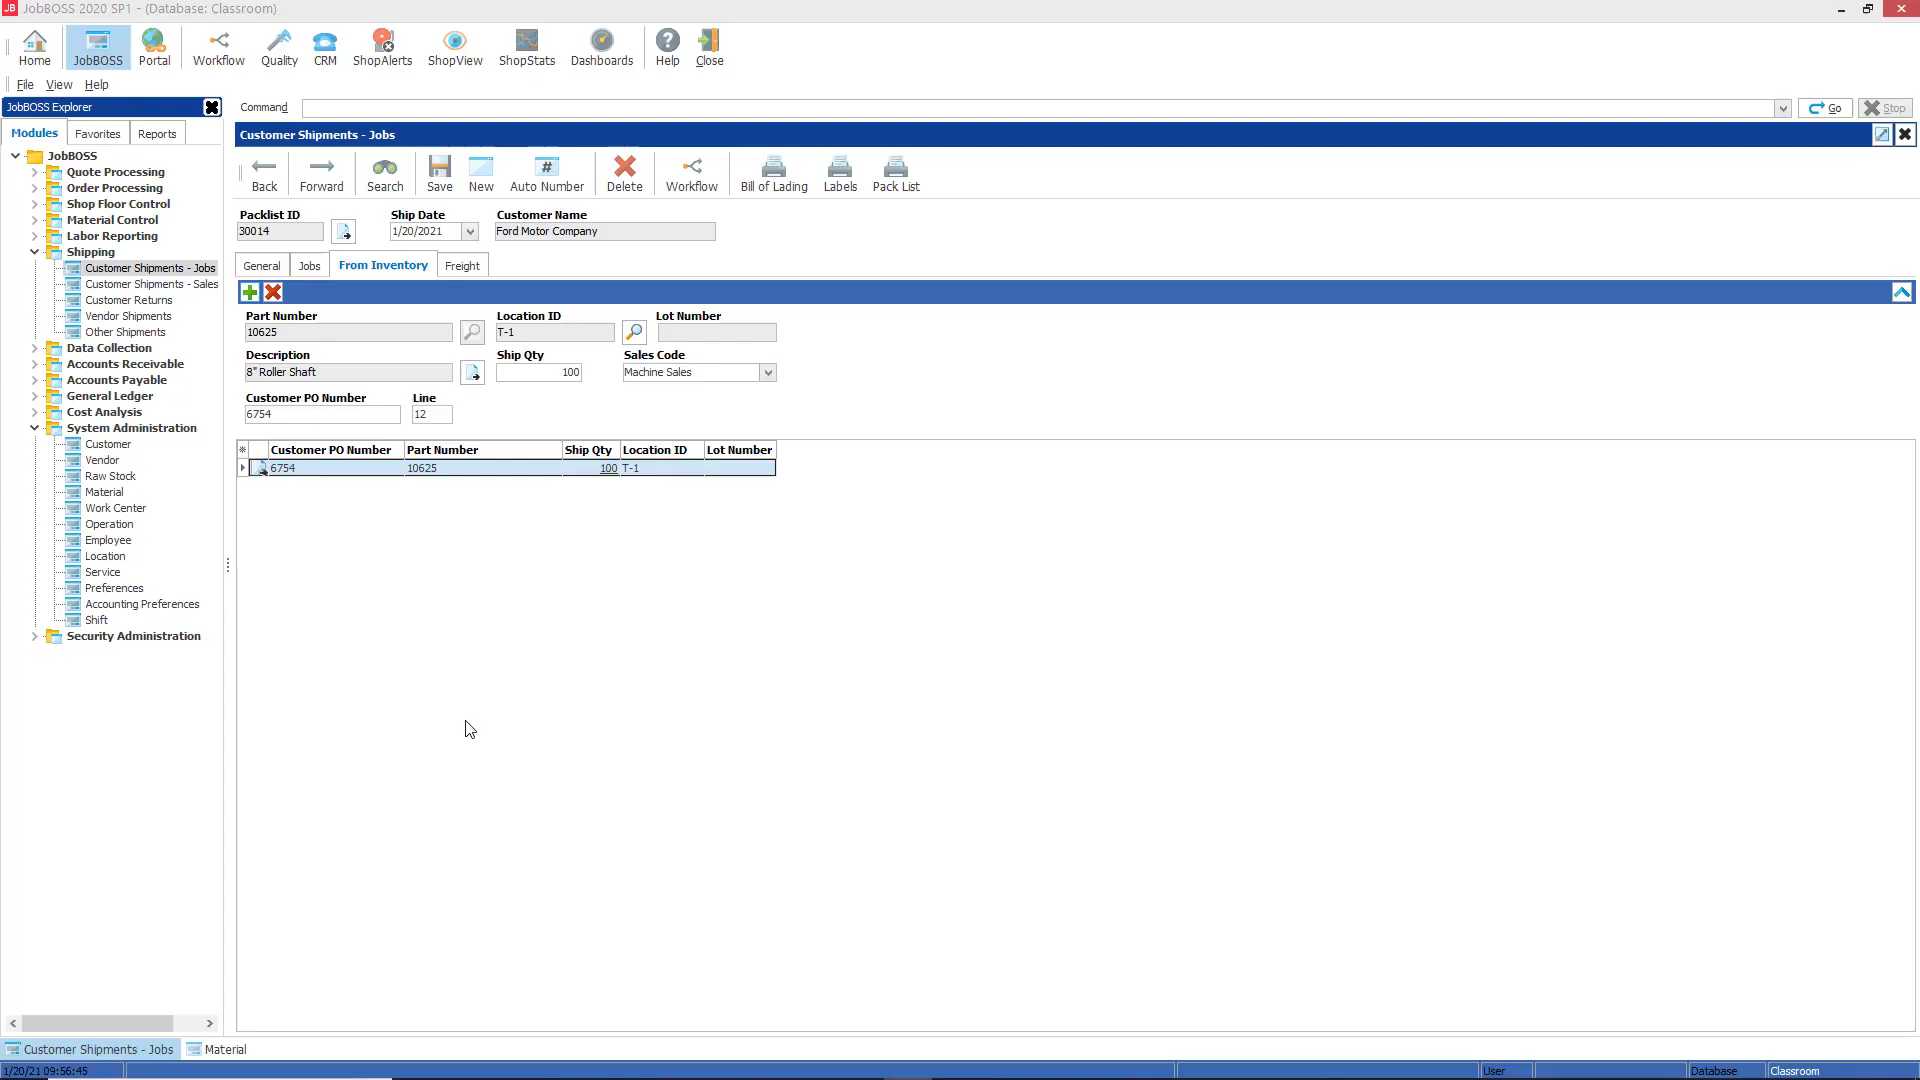 JB JobBOSS 2020 SP1 - (Database: Classroom)
Home JobBOSS Portal Workflow Quality CRM ShopAlerts ShopView ShopStats Dashboards Help Close
File View Help
JobBOSS Explorer
Command
Go
Stop
Modules Favorites Reports
Customer Shipments - Jobs
JobBOSS
Quote Processing
Order Processing
Shop Floor Control
Material Control
Labor Reporting
Shipping
Customer Shipments - Jobs
Customer Shipments - Sales
Customer Returns
Vendor Shipments
Other Shipments
Data Collection
Accounts Receivable
Accounts Payable
General Ledger
Cost Analysis
System Administration
Customer
Vendor
Raw Stock
Material
Work Center
Operation
Employee
Location
Service
Preferences
Accounting Preferences
Shift
Security Administration
Back Forward Search Save New # Auto Number Delete Workflow Bill of Lading Labels Pack List
Packlist ID Ship Date Customer Name
30014 1/20/2021 Ford Motor Company
General Jobs From Inventory Freight
Part Number Location ID Lot Number
10625 T-1
Description Ship Qty Sales Code
8" Roller Shaft 100 Machine Sales
Customer PO Number Line
6754 12
Customer PO Number Part Number Ship Qty Location ID Lot Number
6754 10625 100 T-1
Customer Shipments - Jobs Material
1/20/21 09:56:45 User Database Classroom